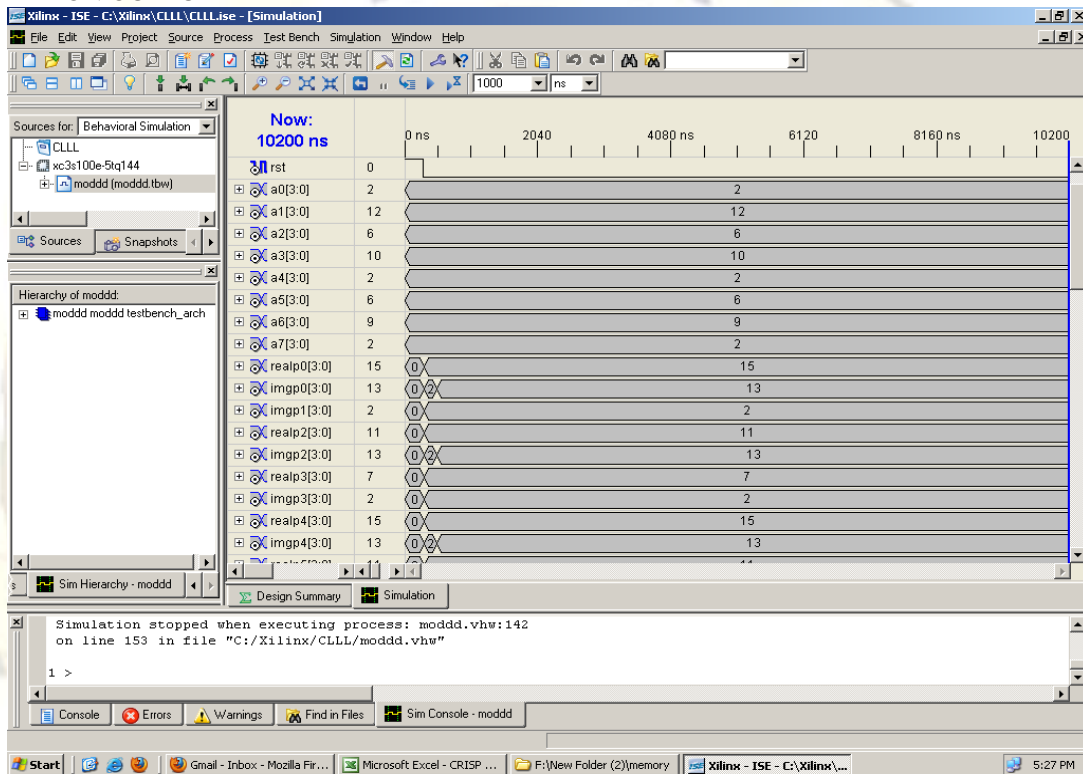 Xilinx - ISE - C:\Xilinx\CLLL\CLLL.ise - [Simulation]
File Edit View Project Source Process Test Bench Simulation Window Help
1000 ns
Sources for: Behavioral Simulation
CLLL
xc3s100e-5tq144
moddd (moddd.tbw)
Sources Snapshots
Hierarchy of moddd:
moddd moddd testbench_arch
Sim Hierarchy - moddd
Now:
10200 ns
0 ns 2040 4080 ns 6120 8160 ns 10200
rst 0
a0[3:0] 2 2
a1[3:0] 12 12
a2[3:0] 6 6
a3[3:0] 10 10
a4[3:0] 2 2
a5[3:0] 6 6
a6[3:0] 9 9
a7[3:0] 2 2
realp0[3:0] 15 0 15
imgp0[3:0] 13 0 2 13
imgp1[3:0] 2 0 2
realp2[3:0] 11 0 11
imgp2[3:0] 13 0 2 13
realp3[3:0] 7 0 7
imgp3[3:0] 2 0 2
realp4[3:0] 15 0 15
imgp4[3:0] 13 0 2 13
Design Summary Simulation
Simulation stopped when executing process: moddd.vhw:142
on line 153 in file "C:/Xilinx/CLLL/moddd.vhw"
1 >
Console Errors Warnings Find in Files Sim Console - moddd
Start Gmail - Inbox - Mozilla Fir... Microsoft Excel - CRISP ... F:\New Folder (2)\memory Xilinx - ISE - C:\Xilinx\... 5:27 PM